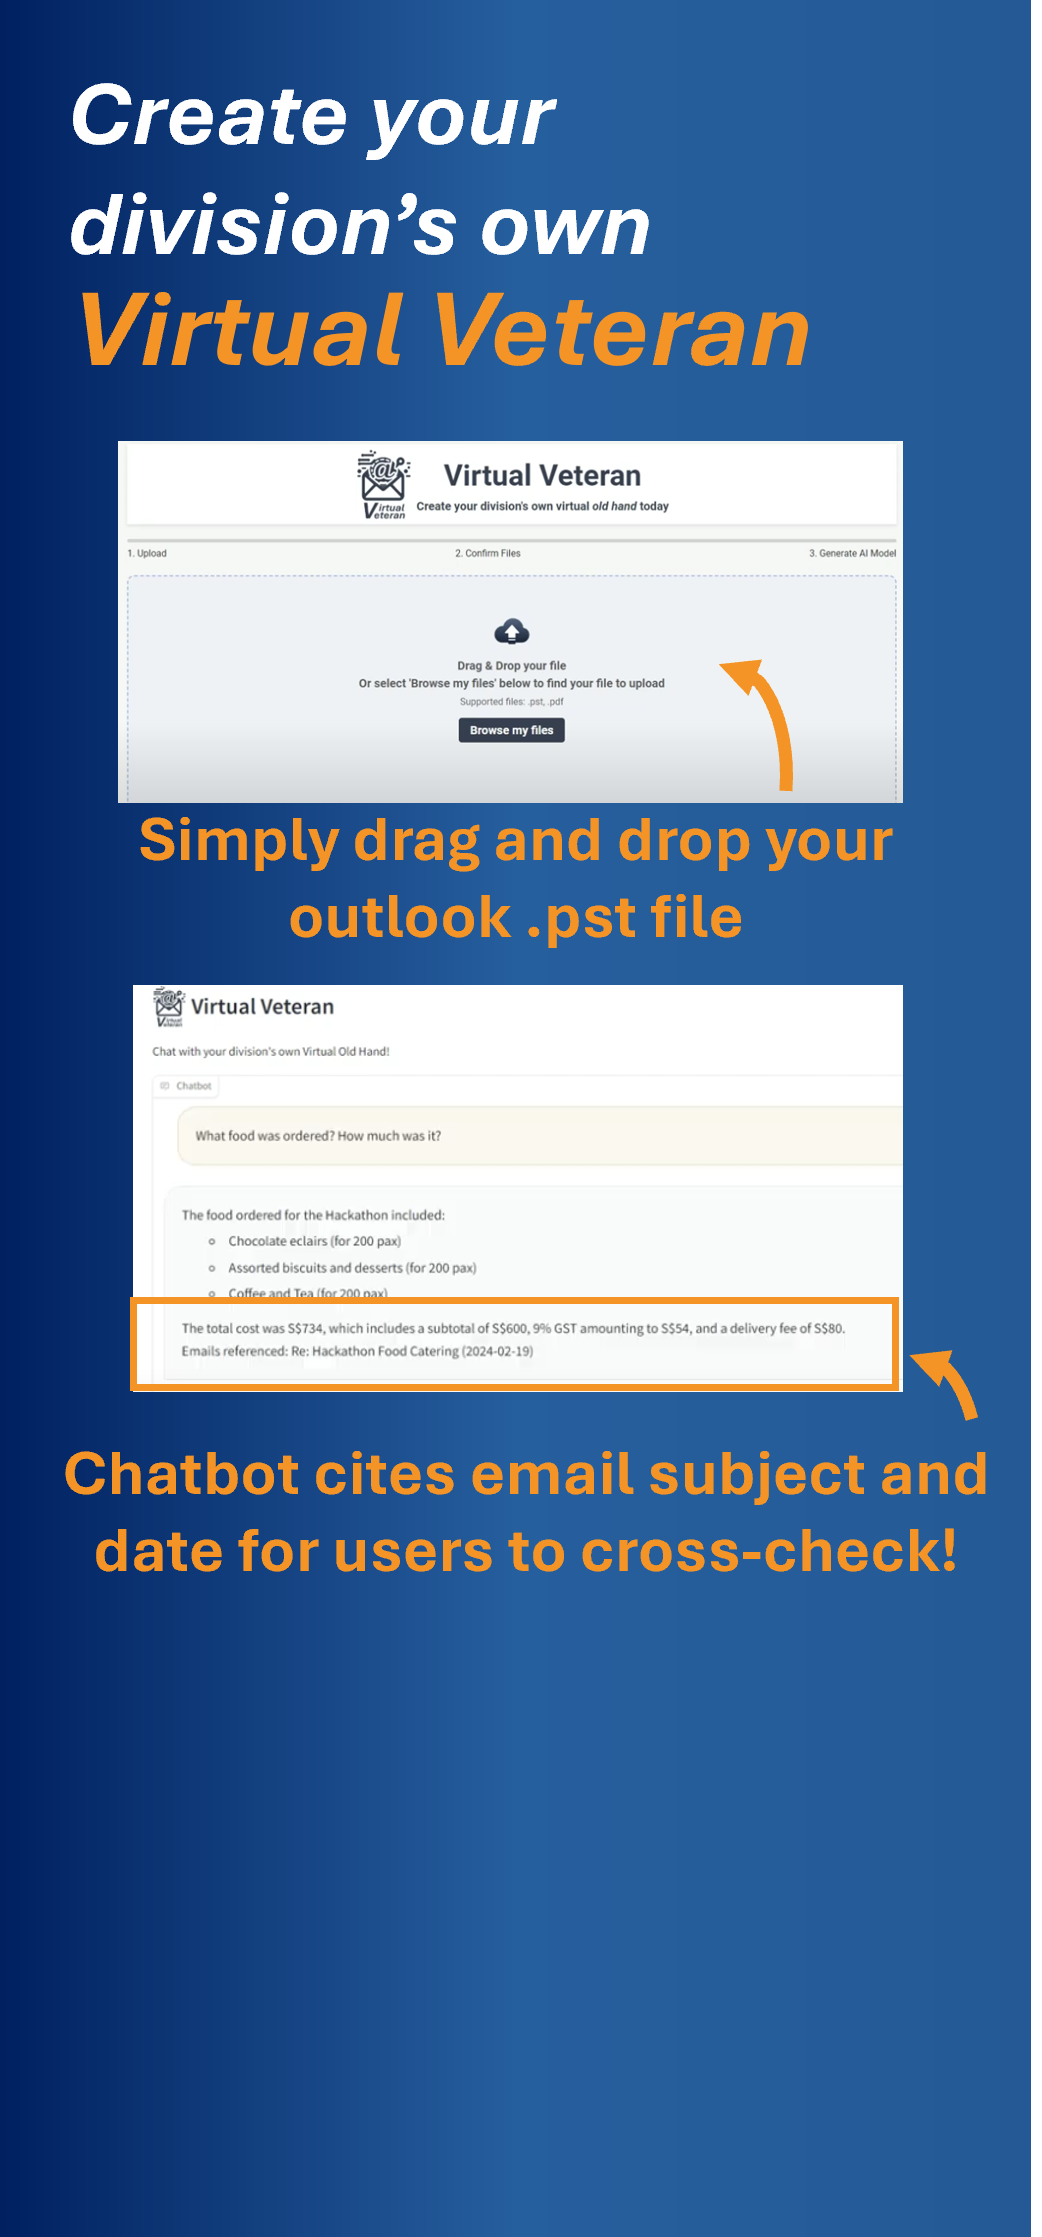 Create your
division's own
Virtual Veteran
Virtual Veteran
Virtual
Veteran
Create your division's own virtual old hand today
1. Upload
2. Confirm Files
3. Generate AI Model
Drag & Drop your file
Or select 'Browse my files' below to find your file to upload
Supported files: .pst, .pdf
Browse my files
Simply drag and drop your
outlook .pst file
Virtual
Veteran
Virtual Veteran
Chat with your division's own Virtual Old Hand!
Chatbot
What food was ordered? How much was it?
The food ordered for the Hackathon included:
Chocolate eclairs (for 200 pax)
Assorted biscuits and desserts (for 200 pax)
Coffee and Tea (for 200 pax)
The total cost was S$734, which includes a subtotal of S$600, 9% GST amounting to S$54, and a delivery fee of S$80.
Emails referenced: Re: Hackathon Food Catering (2024-02-19)
Chatbot cites email subject and
date for users to cross-check!